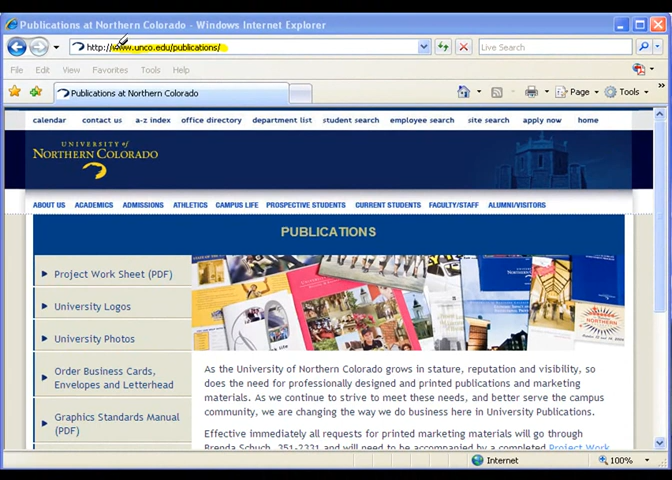 Publications at Northern Colorado - Windows Internet Explorer
http://www.unco.edu/publications/
Live Search
File Edit View Favorites Tools Help
Publications at Northern Colorado
Page Tools
calendar contact us a-z index office directory department list student search employee search site search apply now home
UNIVERSITY of
NORTHERN COLORADO
ABOUT US ACADEMICS ADMISSIONS ATHLETICS CAMPUS LIFE PROSPECTIVE STUDENTS CURRENT STUDENTS FACULTY/STAFF ALUMNI/VISITORS
PUBLICATIONS
Project Work Sheet (PDF)
University Logos
University Photos
Order Business Cards,
Envelopes and Letterhead
Graphics Standards Manual
(PDF)
As the University of Northern Colorado grows in stature, reputation and visibility, so
does the need for professionally designed and printed publications and marketing
materials. As we continue to strive to meet these needs, and better serve the campus
community, we are changing the way we do business here in University Publications.
Effective immediately all requests for printed marketing materials will go through
Brenda Schuch, 351-2331 and will need to be accompanied by a completed Project Work
Internet
100%